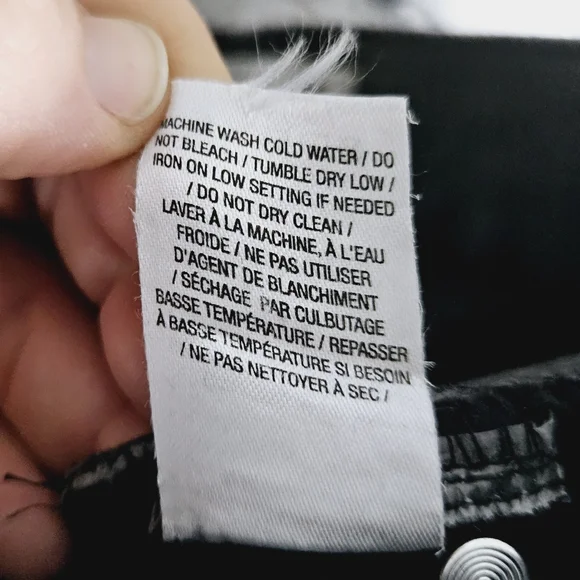 MACHINE WASH COLD WATER / DO
NOT BLEACH / TUMBLE DRY LOW /
IRON ON LOW SETTING IF NEEDED
/ DO NOT DRY CLEAN /
LAVER À LA MACHINE, À L'EAU
FROIDE / NE PAS UTILISER
D'AGENT DE BLANCHIMENT
/ SÉCHAGE PAR CULBUTAGE
BASSE TEMPÉRATURE / REPASSER
À BASSE TEMPÉRATURE SI BESOIN
/ NE PAS NETTOYER À SEC /